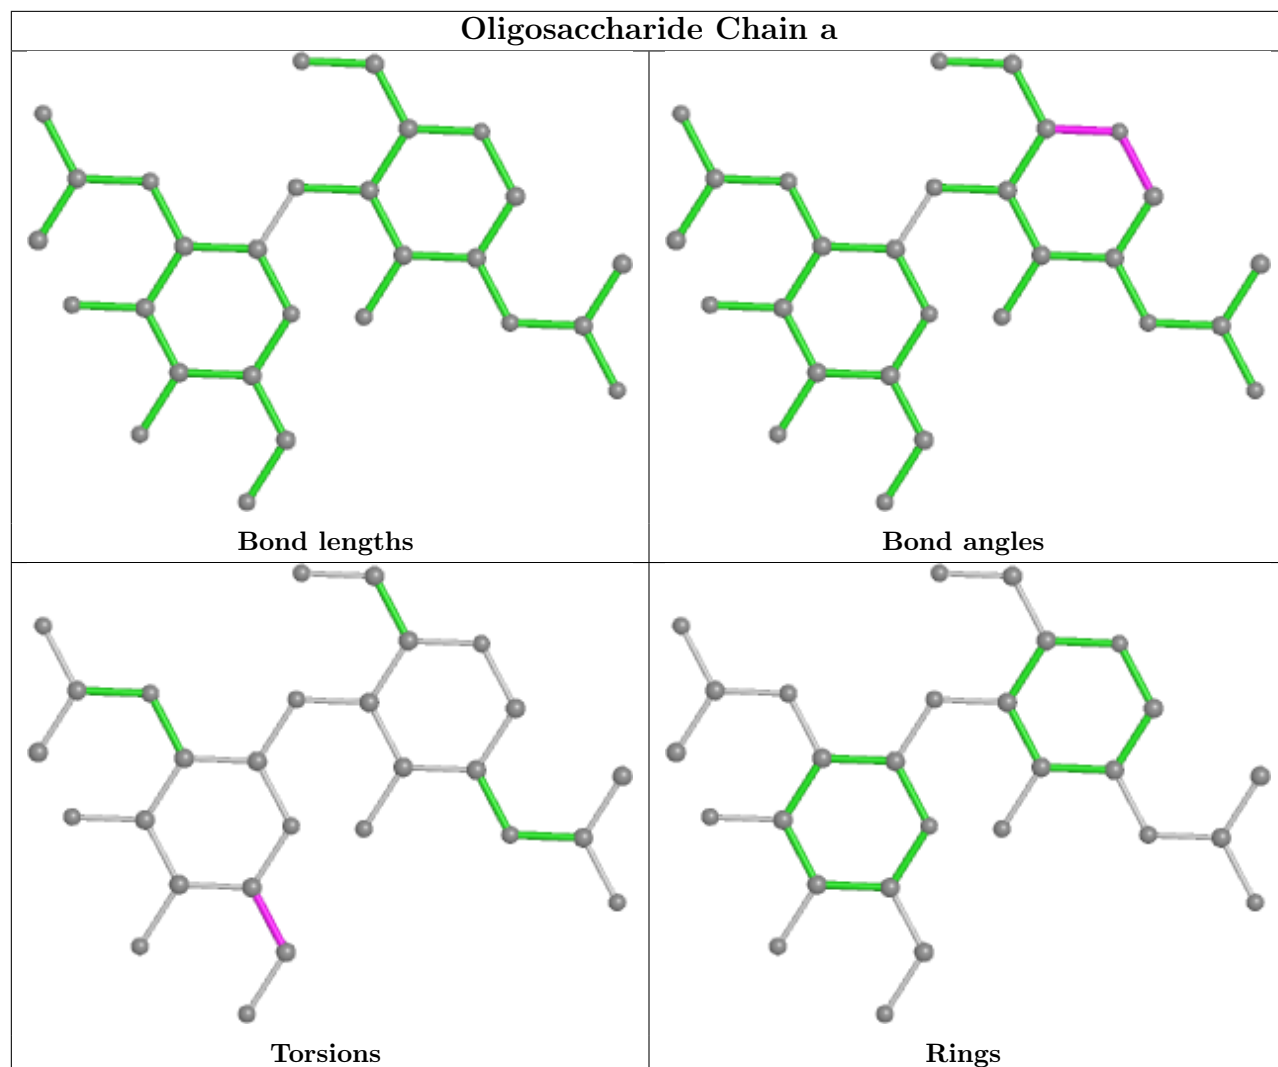 Oligosaccharide Chain a
Bond lengths
Bond angles
Torsions
Rings